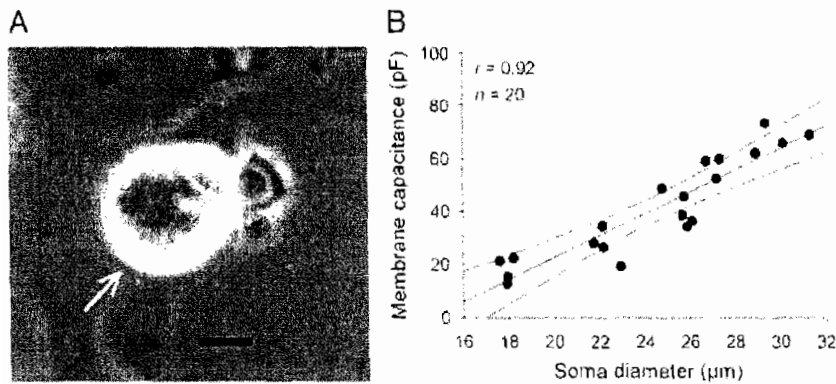 A
B
r = 0.92
n = 20
Membrane capacitance (pF)
100
80
60
40
20
0
16 18 20 22 24 26 28 30 32
Soma diameter (µm)